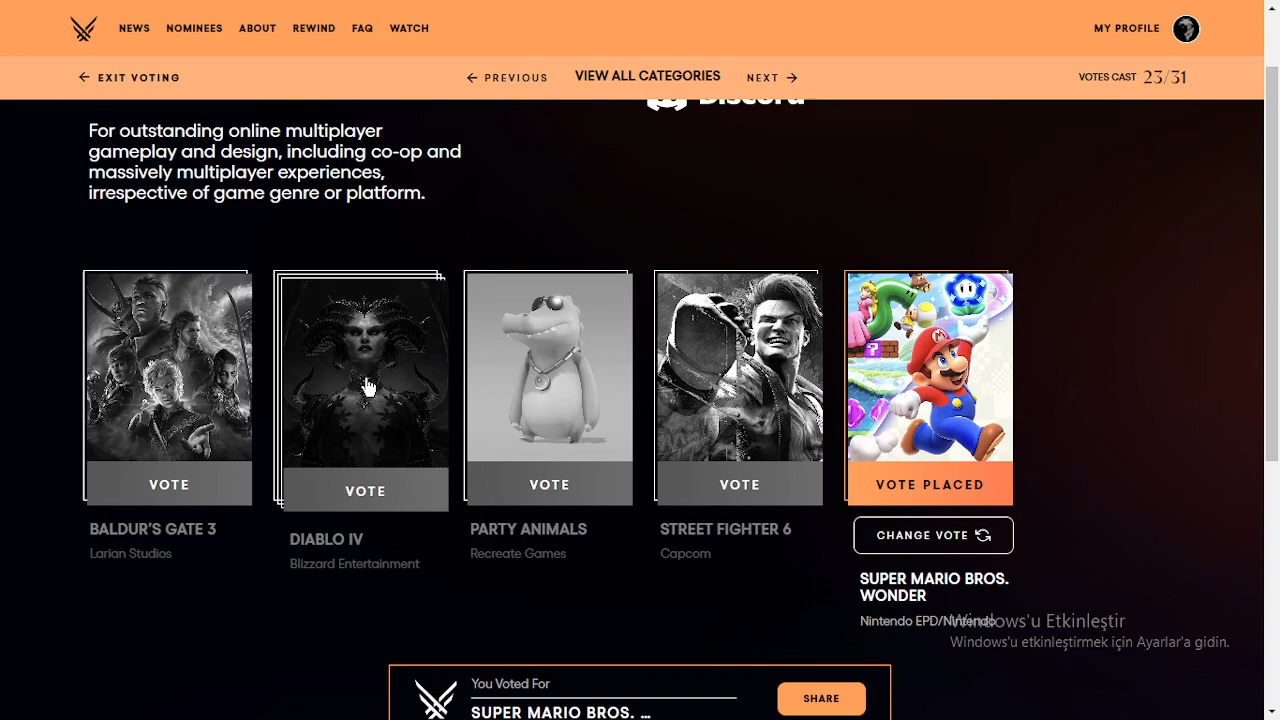 NEWS NOMINEES ABOUT REWIND FAQ WATCH MY PROFILE
EXIT VOTING PREVIOUS VIEW ALL CATEGORIES NEXT VOTES CAST 23/31
Discord
For outstanding online multiplayer
gameplay and design, including co-op and
massively multiplayer experiences,
irrespective of game genre or platform.
VOTE VOTE VOTE VOTE VOTE PLACED
CHANGE VOTE
BALDUR'S GATE 3
Larian Studios
DIABLO IV
Blizzard Entertainment
PARTY ANIMALS
Recreate Games
STREET FIGHTER 6
Capcom
SUPER MARIO BROS.
WONDER
Nintendo EPD/Nintendo
Windows'u Etkinleştir
Windows'u etkinleştirmek için Ayarlar'a gidin.
You Voted For
SUPER MARIO BROS. ...
SHARE